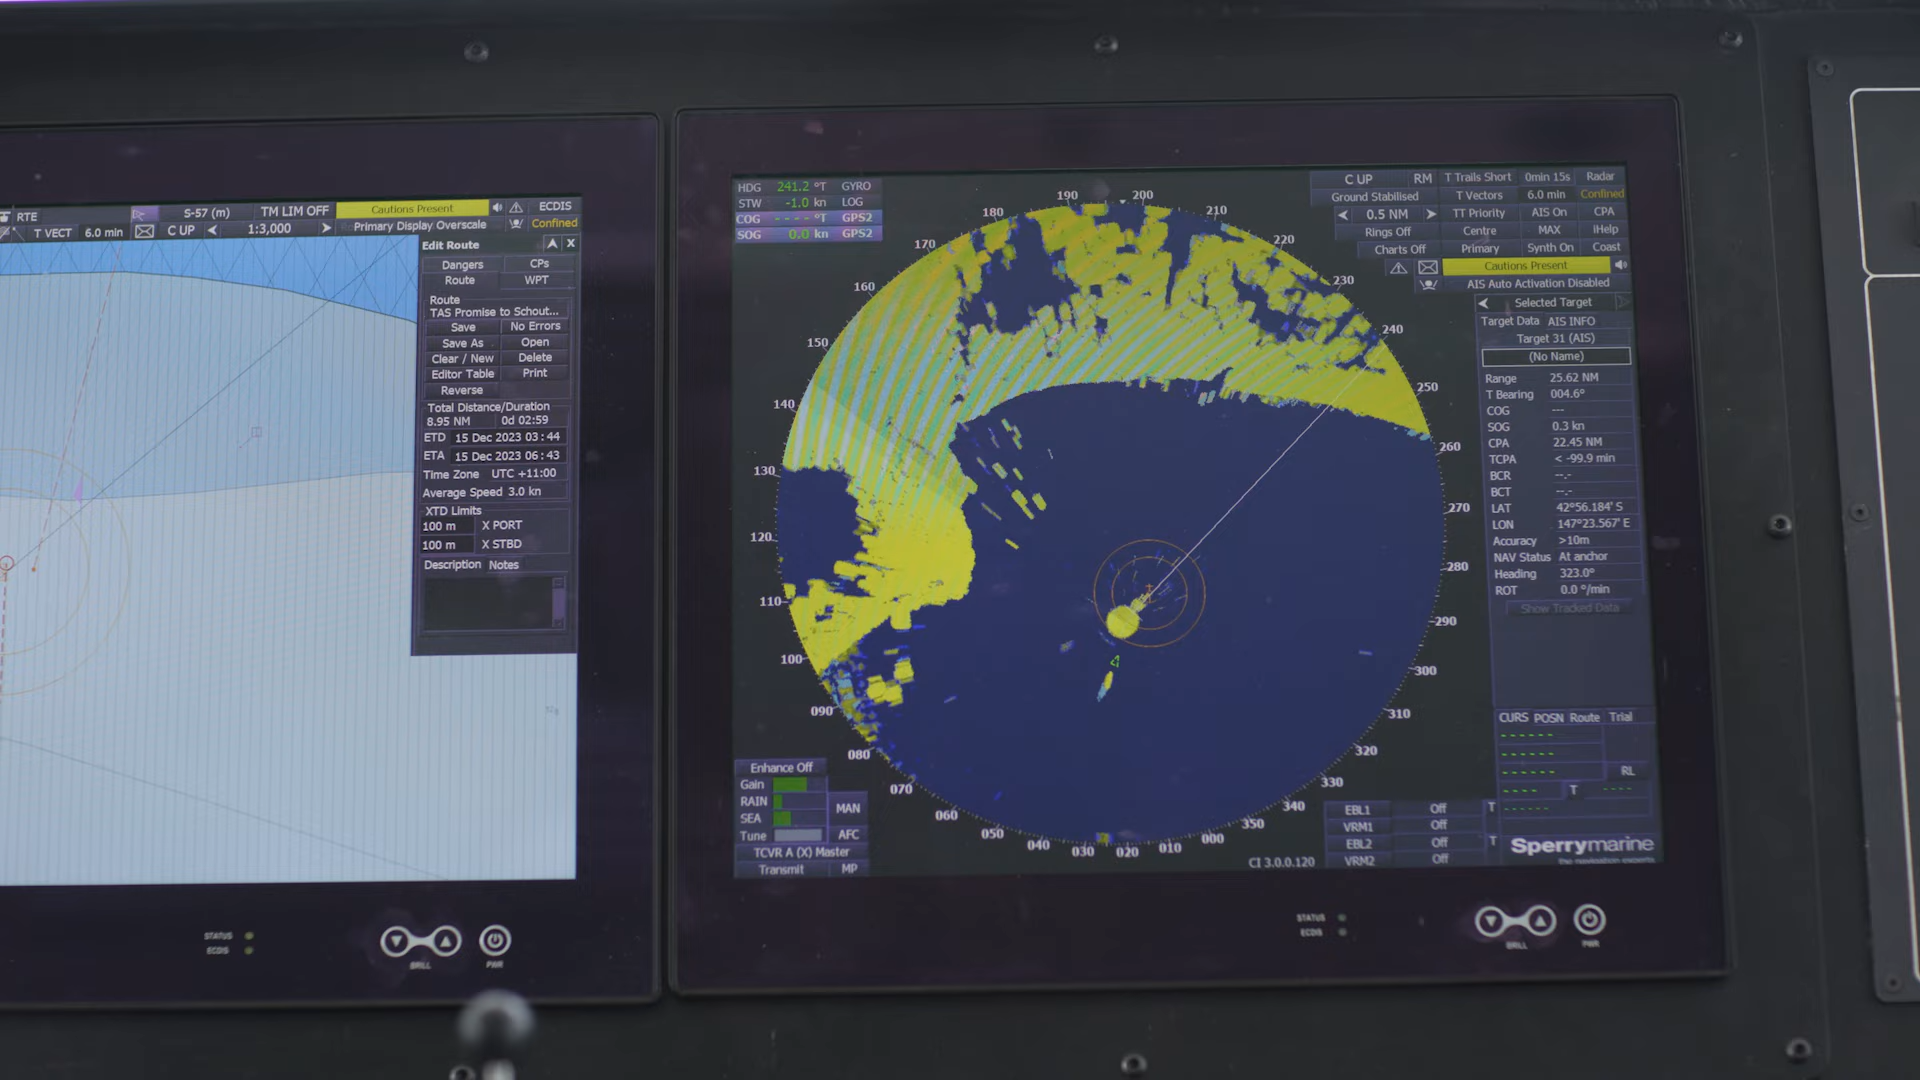 RTE
S-57 (m)
TM LIM OFF
Cautions Present
ECDIS
T VECT 6.0 min
C UP
1:3,000
Primary Display Overscale
Confined
Edit Route
X
Dangers
CPs
Route
WPT
Route
TAS Promise to Schout...
Save
No Errors
Save As
Open
Clear / New
Delete
Editor Table
Print
Reverse
Total Distance/Duration
8.95 NM
0d 02:59
ETD 15 Dec 2023 03:44
ETA 15 Dec 2023 06:43
Time Zone UTC +11:00
Average Speed 3.0 kn
XTD Limits
100 m X PORT
100 m X STBD
Description Notes
STATUS
ECDIS
BRILL
PWR
HDG 241.2 °T GYRO
STW -1.0 kn LOG
COG ---- °T GPS2
SOG 0.0 kn GPS2
C UP
RM
T Trails Short
0min 15s
Radar
Ground Stabilised
T Vectors
6.0 min
Confined
0.5 NM
TT Priority
AIS On
CPA
Rings Off
Centre
MAX
IHelp
Charts Off
Primary
Synth On
Coast
Cautions Present
AIS Auto Activation Disabled
Selected Target
Target Data AIS INFO
Target 31 (AIS)
(No Name)
Range 25.62 NM
T Bearing 004.6°
COG ---
SOG 0.3 kn
CPA 22.45 NM
TCPA < -99.9 min
BCR --.-
BCT --.-
LAT 42°56.184' S
LON 147°23.567' E
Accuracy >10m
NAV Status At anchor
Heading 323.0°
ROT 0.0 °/min
Show Tracked Data
190
200
180
210
170
220
160
230
150
240
140
250
130
260
120
270
110
280
100
290
090
300
080
310
070
320
060
330
050
340
040
350
030
000
020
010
CURS POSN Route Trial
RL
T
Enhance Off
Gain
RAIN
SEA
MAN
Tune
AFC
TCVR A (X) Master
Transmit
MP
CI 3.0.0.120
EBL1 Off T
VRM1 Off
EBL2 Off T
VRM2 Off
Sperrymarine
the navigation experts
STATUS
ECDIS
BRILL
PWR